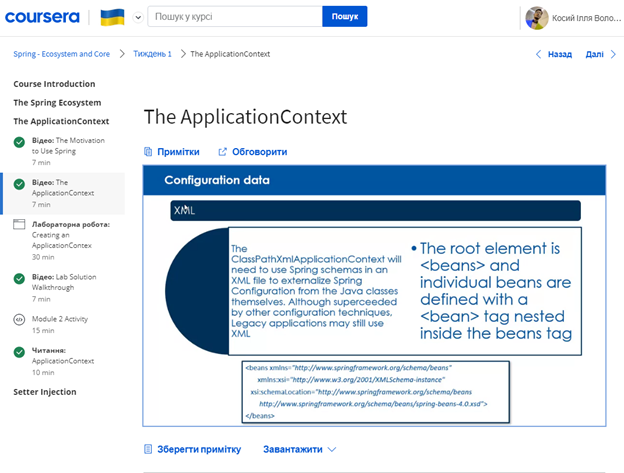 coursera
Пошук у курсі
Пошук
Косий Ілля Воло...
Spring - Ecosystem and Core
Тиждень 1
The ApplicationContext
Назад
Далі
Course Introduction
The Spring Ecosystem
The ApplicationContext
Відео: The Motivation
to Use Spring
7 min
Відео: The
ApplicationContext
7 min
Лабораторна робота:
Creating an
ApplicationContex
30 min
Відео: Lab Solution
Walkthrough
7 min
Module 2 Activity
15 min
Читання:
ApplicationContext
10 min
Setter Injection
The ApplicationContext
Примітки
Обговорити
Configuration data
XML
The
ClassPathXmlApplicationContext will
need to use Spring schemas in an
XML file to externalize Spring
Configuration from the Java classes
themselves. Although superceeded
by other configuration techniques,
Legacy applications may still use
XML
• The root element is
<beans> and
individual beans are
defined with a
<bean> tag nested
inside the beans tag
<beans xmlns="http://www.springframework.org/schema/beans"
xmlns:xsi="http://www.w3.org/2001/XMLSchema-instance"
xsi:schemaLocation="http://www.springframework.org/schema/beans
http://www.springframework.org/schema/beans/spring-beans-4.0.xsd">
</beans>
Зберегти примітку
Завантажити